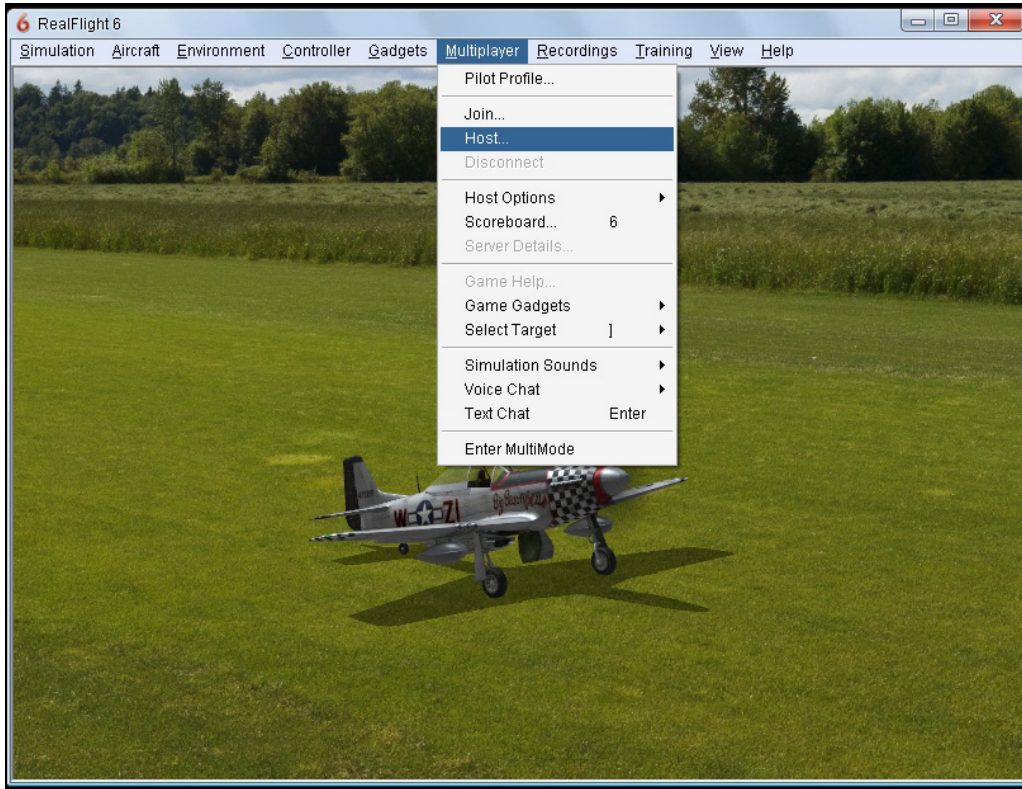 6 RealFlight 6
Simulation Aircraft Environment Controller Gadgets Multiplayer Recordings Training View Help
Pilot Profile...
Join...
Host...
Disconnect
Host Options
Scoreboard... 6
Server Details...
Game Help...
Game Gadgets
Select Target ]
Simulation Sounds
Voice Chat
Text Chat Enter
Enter MultiMode
W ZI